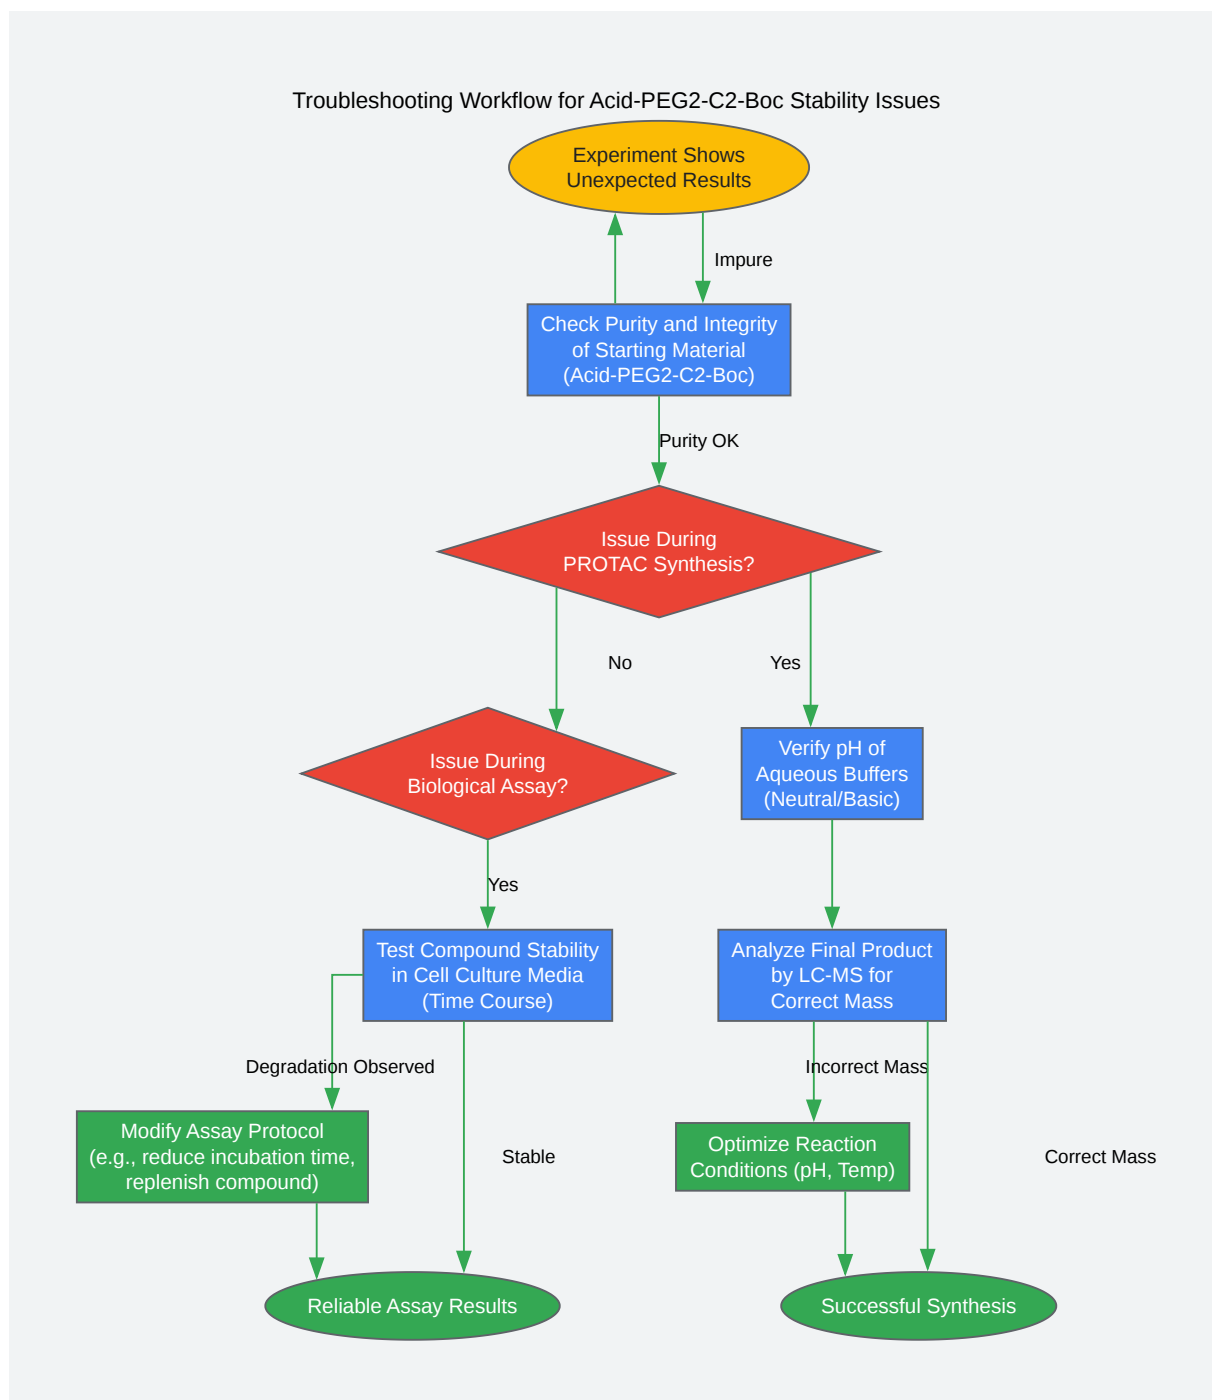 Troubleshooting Workflow for Acid-PEG2-C2-Boc Stability Issues
Experiment Shows
Unexpected Results
Impure
Check Purity and Integrity
of Starting Material
(Acid-PEG2-C2-Boc)
Purity OK
Issue During
PROTAC Synthesis?
No
Yes
Issue During
Biological Assay?
Verify pH of
Aqueous Buffers
(Neutral/Basic)
Yes
Test Compound Stability
in Cell Culture Media
(Time Course)
Analyze Final Product
by LC-MS for
Correct Mass
Degradation Observed
Incorrect Mass
Modify Assay Protocol
(e.g., reduce incubation time,
replenish compound)
Stable
Optimize Reaction
Conditions (pH, Temp)
Correct Mass
Reliable Assay Results
Successful Synthesis